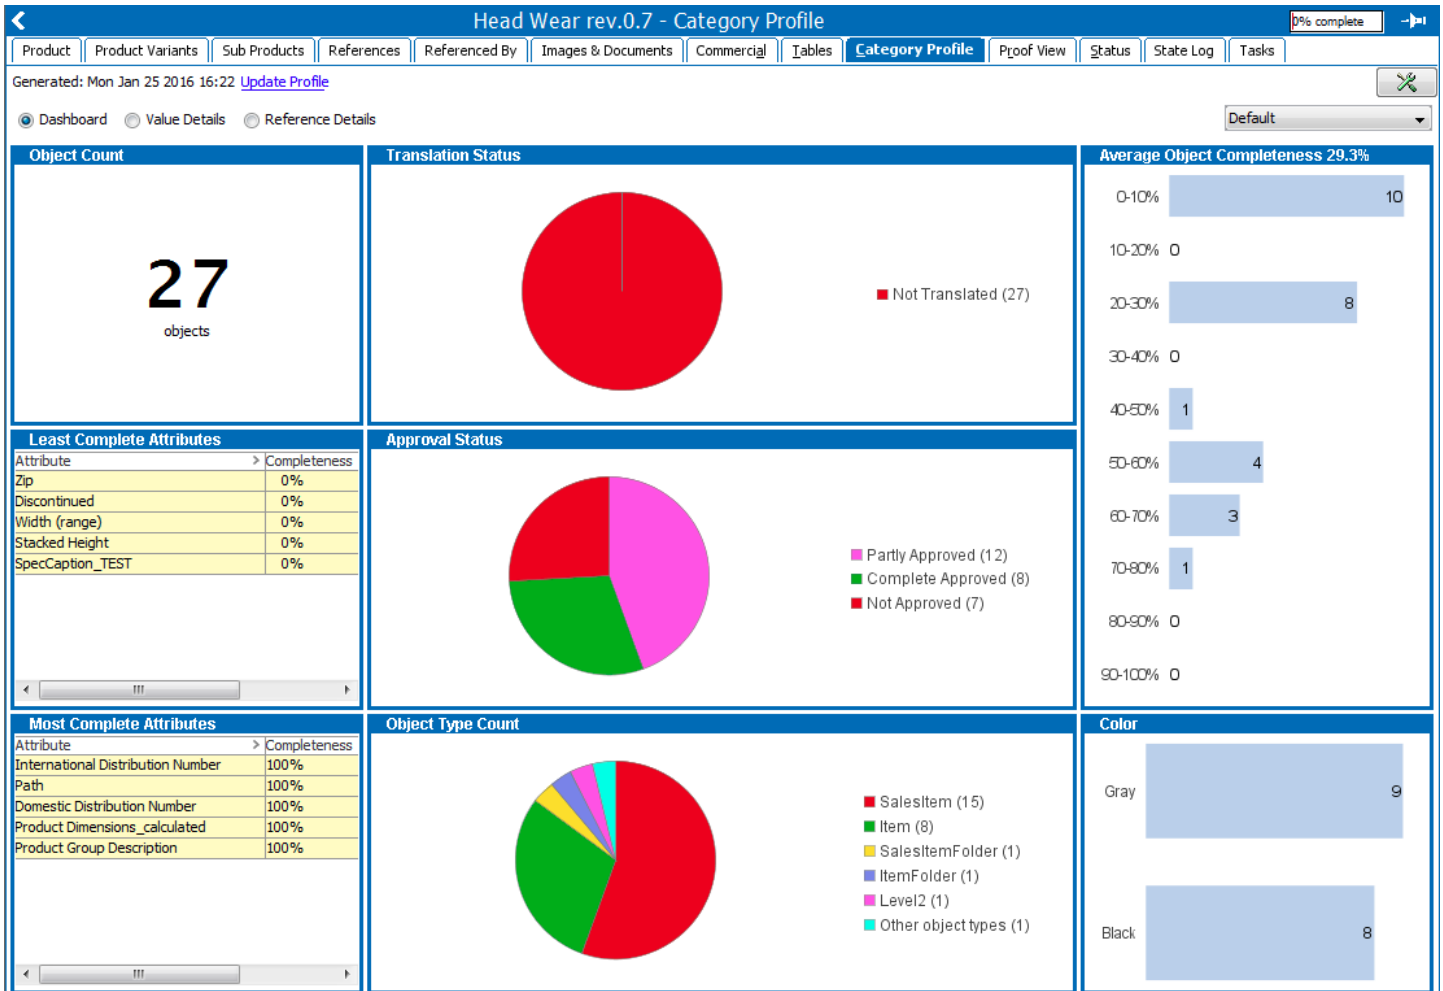 Head Wear rev.0.7 - Category Profile
0% complete
Product
Product Variants
Sub Products
References
Referenced By
Images & Documents
Commercial
Tables
Category Profile
Proof View
Status
State Log
Tasks
Generated: Mon Jan 25 2016 16:22 Update Profile
Dashboard
Value Details
Reference Details
Default
Object Count
27
objects
Translation Status
Not Translated (27)
Average Object Completeness 29.3%
0-10% 10
10-20% 0
20-30% 8
30-40% 0
40-50% 1
50-60% 4
60-70% 3
70-80% 1
80-90% 0
90-100% 0
Least Complete Attributes
Attribute > Completeness
Zip 0%
Discontinued 0%
Width (range) 0%
Stacked Height 0%
SpecCaption_TEST 0%
Approval Status
Partly Approved (12)
Complete Approved (8)
Not Approved (7)
Most Complete Attributes
Attribute > Completeness
International Distribution Number 100%
Path 100%
Domestic Distribution Number 100%
Product Dimensions_calculated 100%
Product Group Description 100%
Object Type Count
SalesItem (15)
Item (8)
SalesItemFolder (1)
ItemFolder (1)
Level2 (1)
Other object types (1)
Color
Gray 9
Black 8